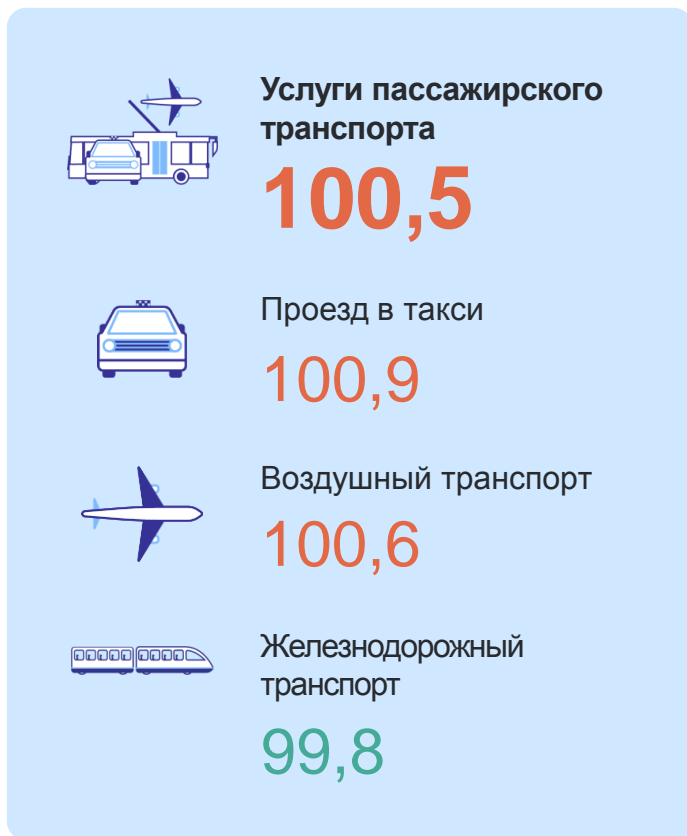 Услуги пассажирского
транспорта
100,5
Проезд в такси
100,9
Воздушный транспорт
100,6
Железнодорожный
транспорт
99,8